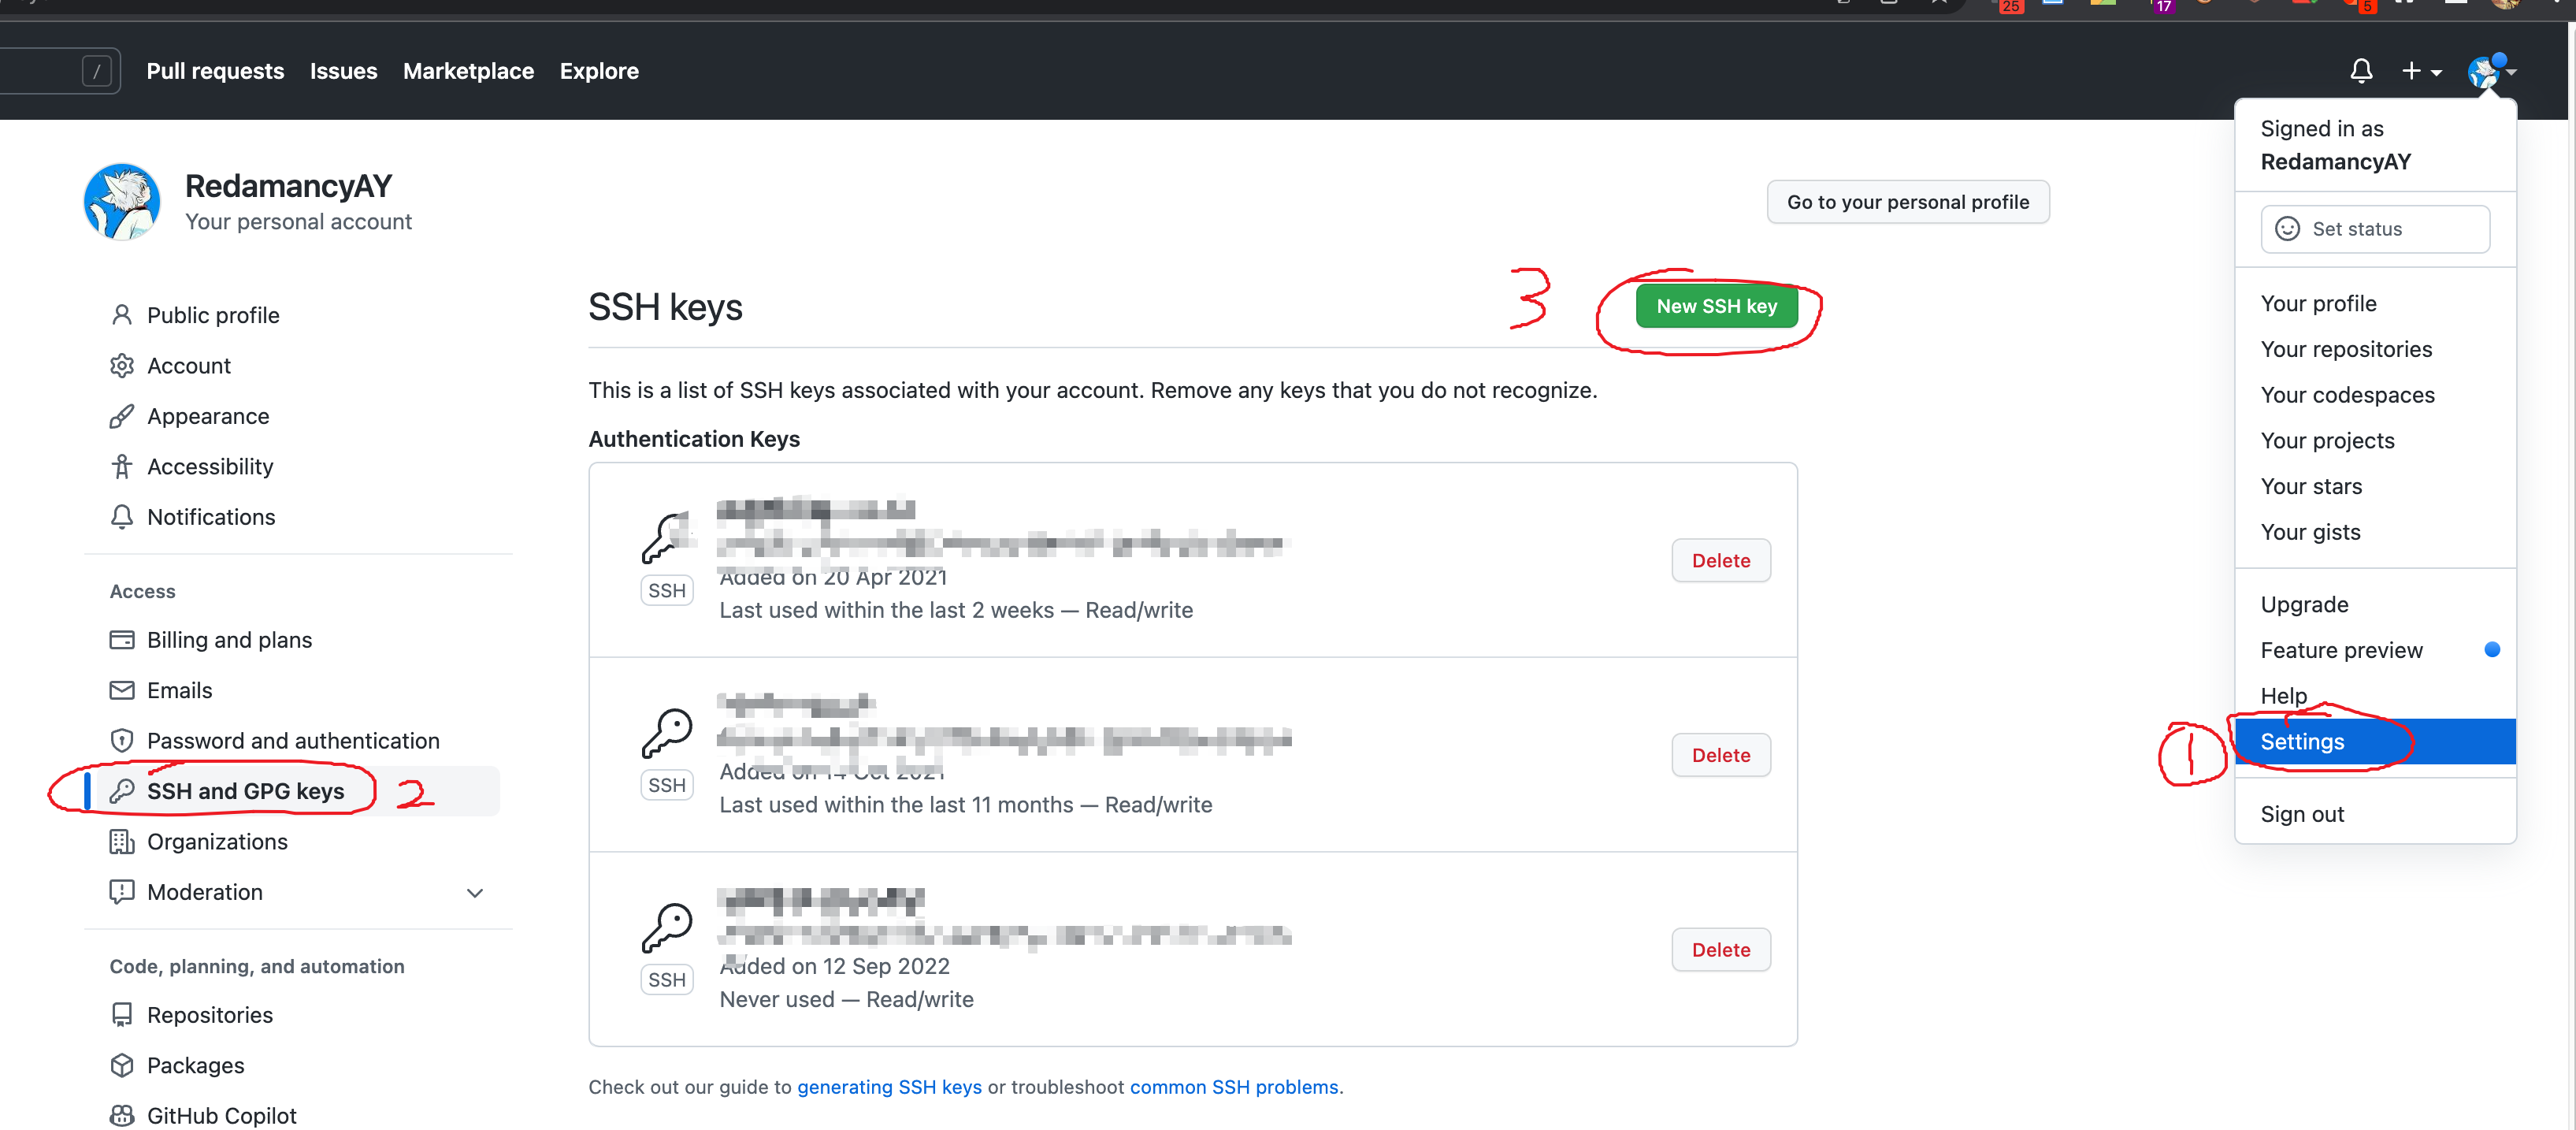 25
17
5
/
Pull requests
Issues
Marketplace
Explore
RedamancyAY
Your personal account
Go to your personal profile
Public profile
Account
Appearance
Accessibility
Notifications
Access
Billing and plans
Emails
Password and authentication
SSH and GPG keys
2
Organizations
Moderation
Code, planning, and automation
Repositories
Packages
GitHub Copilot
SSH keys
3
New SSH key
This is a list of SSH keys associated with your account. Remove any keys that you do not recognize.
Authentication Keys
SSH
Added on 20 Apr 2021
Last used within the last 2 weeks — Read/write
Delete
SSH
Added on 14 Oct 2021
Last used within the last 11 months — Read/write
Delete
SSH
Added on 12 Sep 2022
Never used — Read/write
Delete
Check out our guide to generating SSH keys or troubleshoot common SSH problems.
Signed in as
RedamancyAY
Set status
Your profile
Your repositories
Your codespaces
Your projects
Your stars
Your gists
Upgrade
Feature preview
Help
1
Settings
Sign out